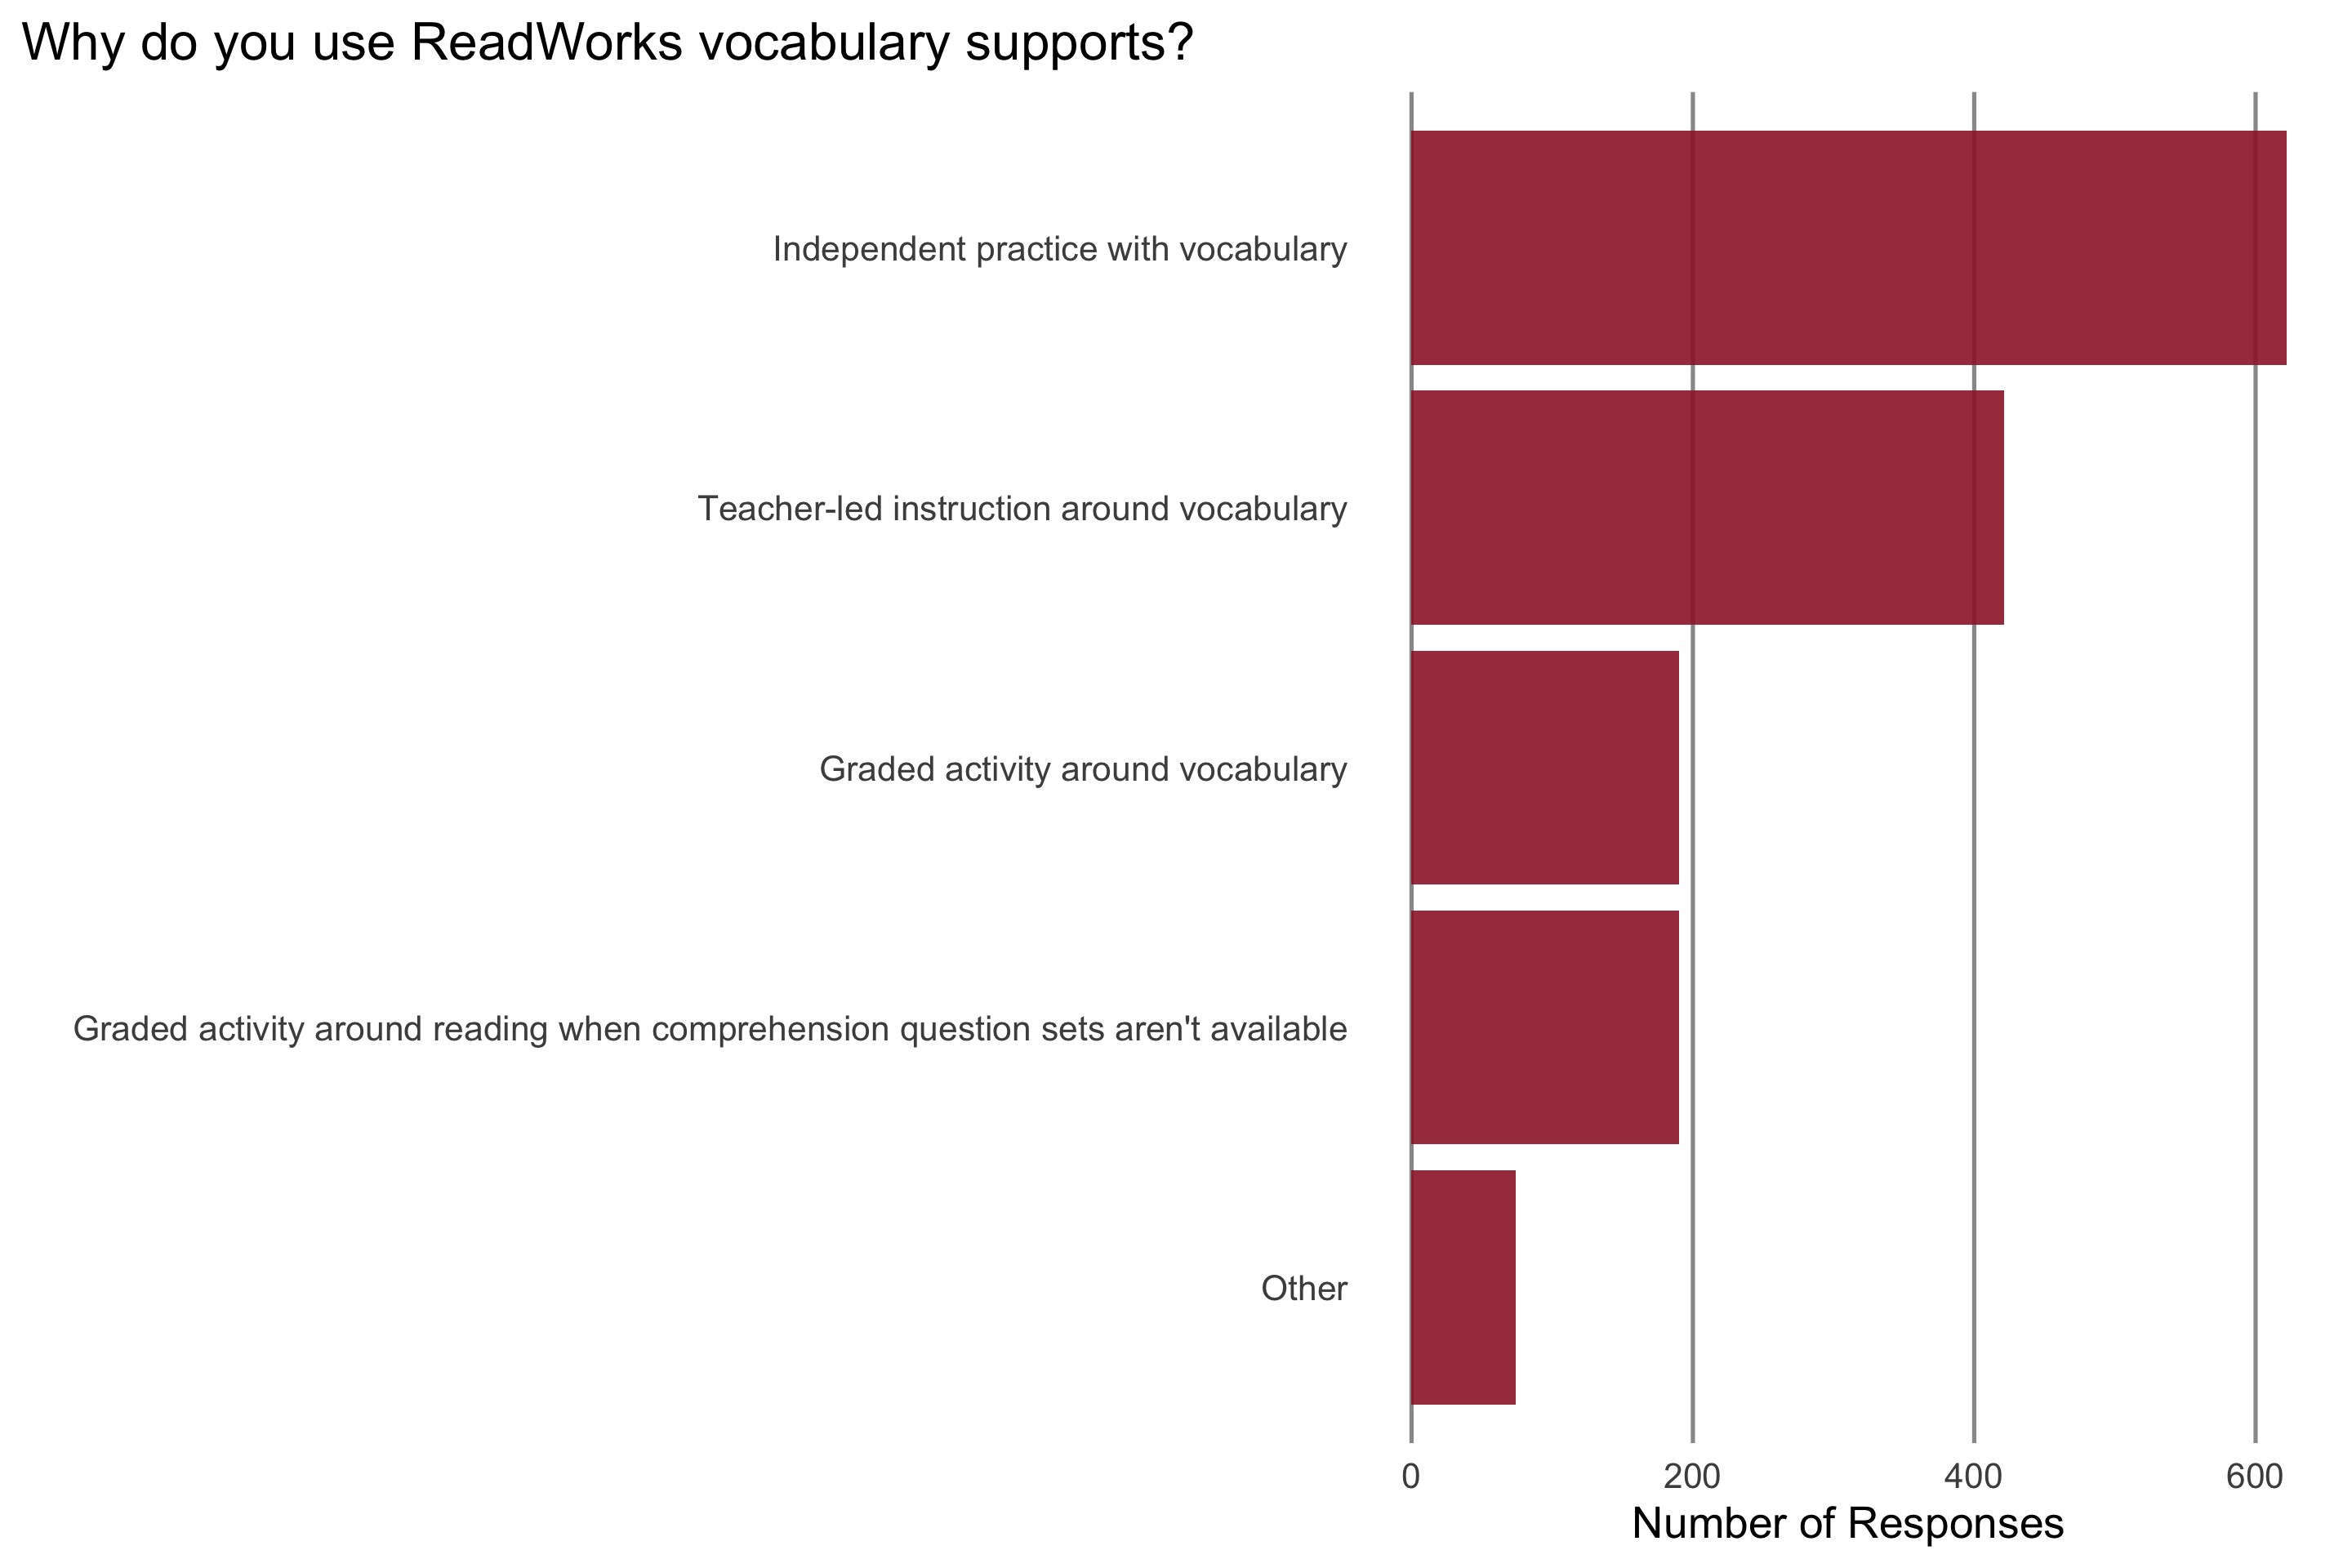 Why do you use ReadWorks vocabulary supports?
Independent practice with vocabulary
Teacher-led instruction around vocabulary
Graded activity around vocabulary
Graded activity around reading when comprehension question sets aren't available
Other
0 200 400 600
Number of Responses